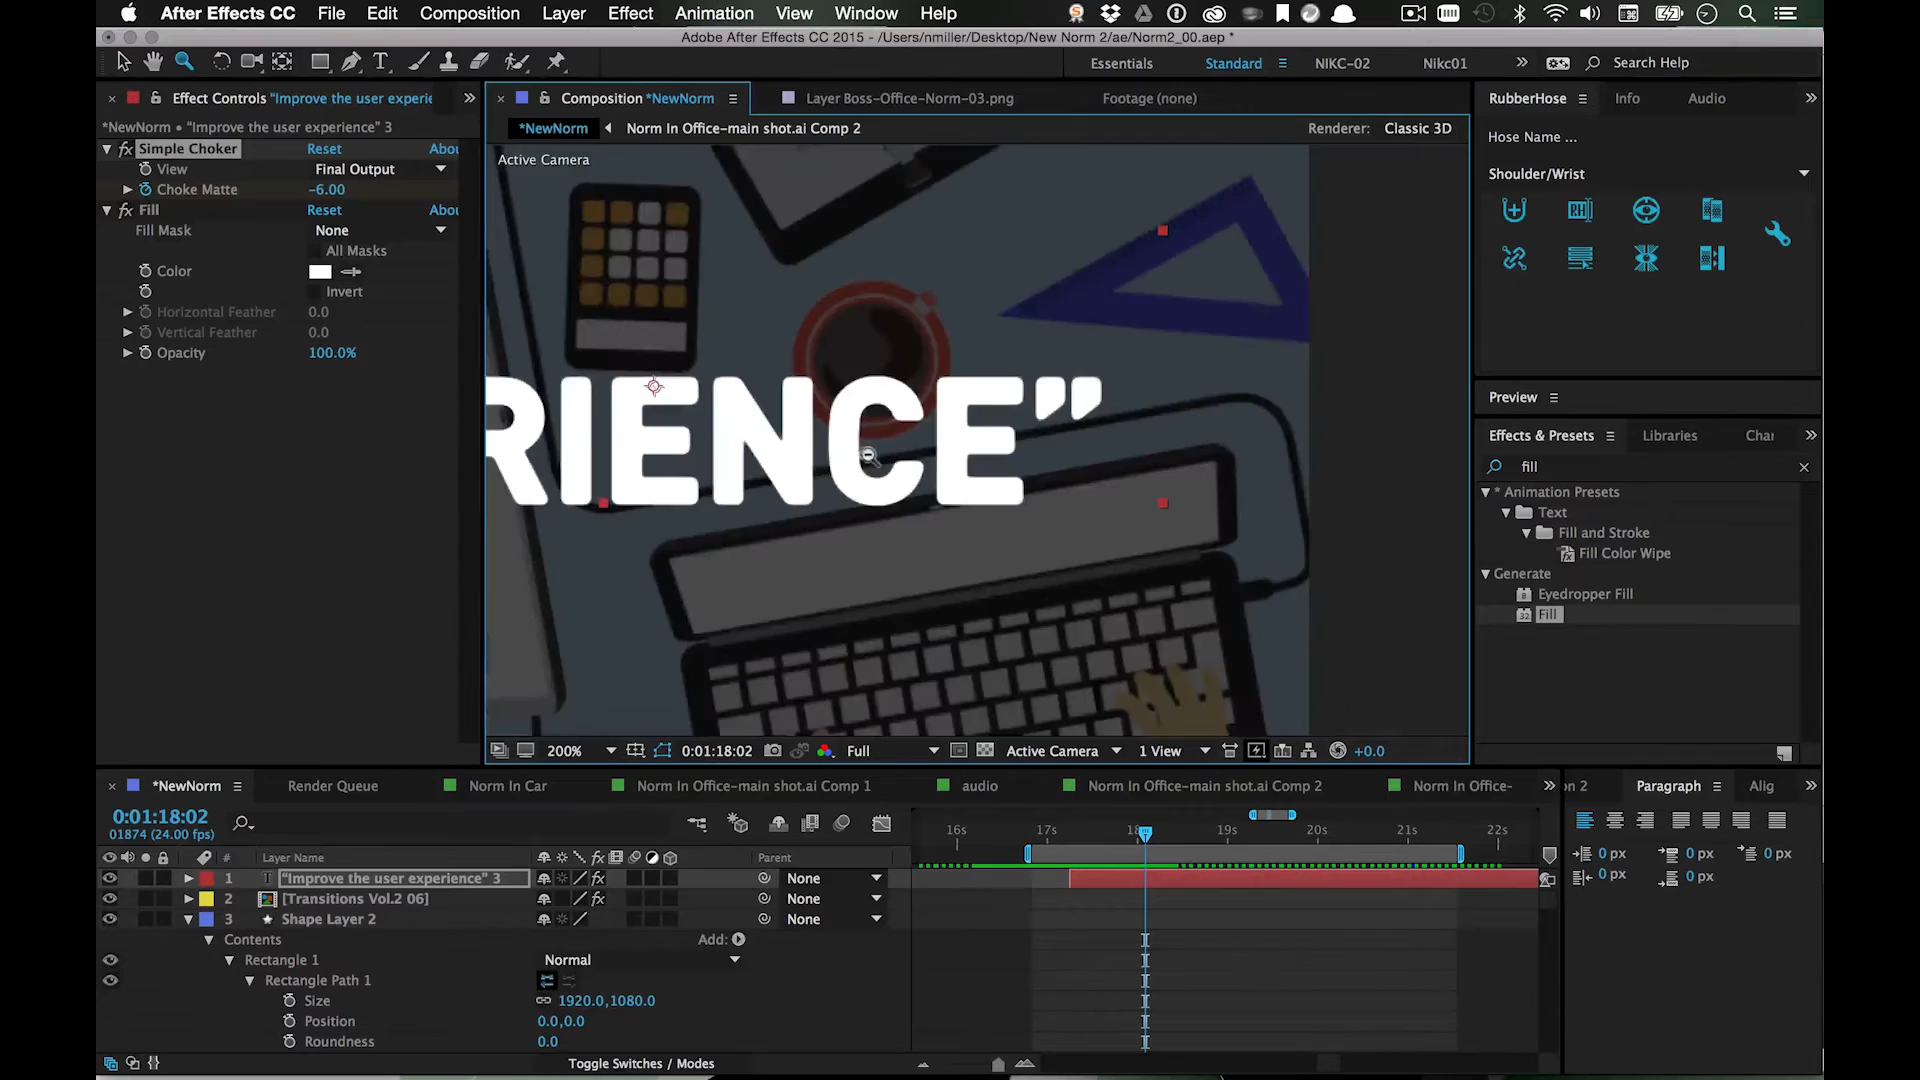 After Effects CC File Edit Composition Layer Effect Animation View Window Help
Adobe After Effects CC 2015 - /Users/nmiller/Desktop/New Norm 2/ae/Norm2_00.aep *
Essentials Standard NIKC-02 Nikc01 Search Help
Effect Controls "Improve the user experie
Composition *NewNorm
Layer Boss-Office-Norm-03.png
Footage (none)
RubberHose Info Audio
*NewNorm • "Improve the user experience" 3
*NewNorm Norm In Office-main shot.ai Comp 2
Renderer: Classic 3D
Hose Name ...
Simple Choker Reset Abou
View Final Output
Choke Matte -6.00
Fill Reset Abou
Fill Mask None
All Masks
Color
Invert
Horizontal Feather 0.0
Vertical Feather 0.0
Opacity 100.0%
Active Camera
RIENCE”
Shoulder/Wrist
Preview
Effects & Presets Libraries Char
fill
* Animation Presets
Text
Fill and Stroke
Fill Color Wipe
Generate
Eyedropper Fill
Fill
200% 0:01:18:02 Full Active Camera 1 View +0.0
*NewNorm Render Queue Norm In Car Norm In Office-main shot.ai Comp 1 audio Norm In Office-main shot.ai Comp 2 Norm In Office-
on 2 Paragraph Alig
0:01:18:02
01874 (24.00 fps)
16s 17s 18 19s 20s 21s 22s
# Layer Name Parent
1 "Improve the user experience" 3 None
2 [Transitions Vol.2 06] None
3 Shape Layer 2 None
Contents Add:
Rectangle 1 Normal
Rectangle Path 1
Size 1920.0,1080.0
Position 0.0,0.0
Roundness 0.0
Toggle Switches / Modes
0 px 0 px 0 px
0 px 0 px